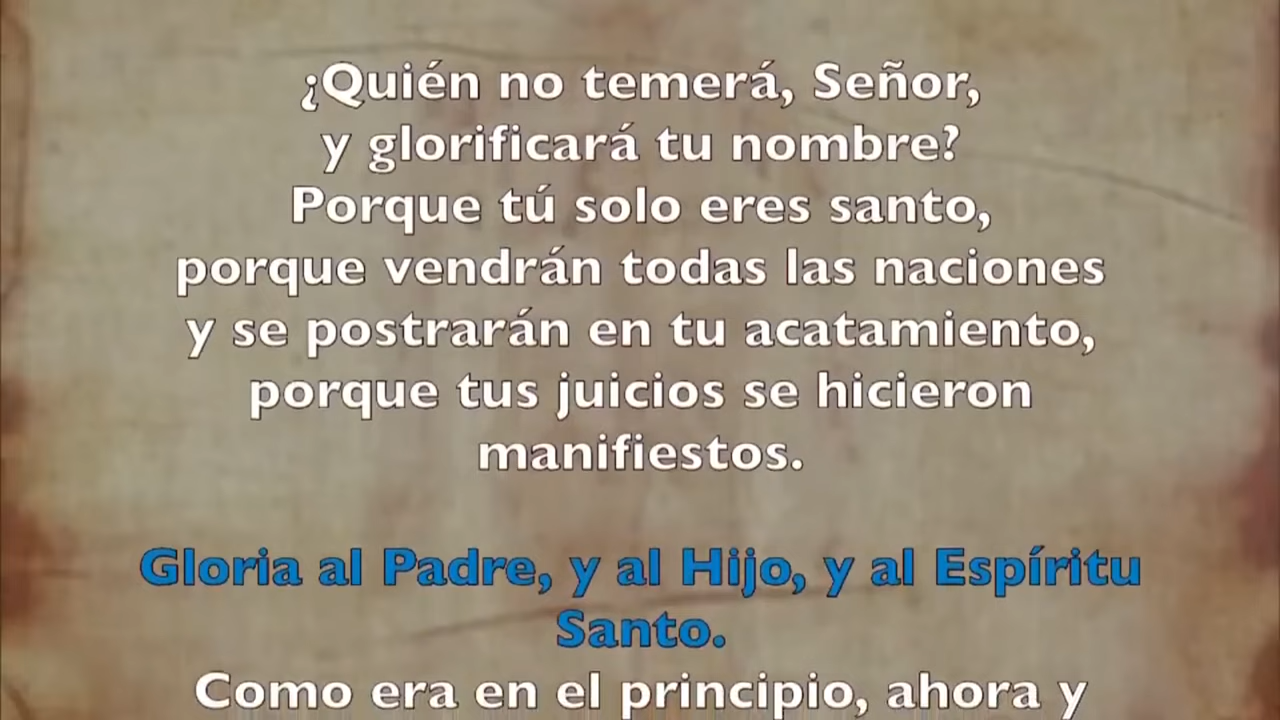 ¿Quién no temerá, Señor,
y glorificará tu nombre?
Porque tú solo eres santo,
porque vendrán todas las naciones
y se postrarán en tu acatamiento,
porque tus juicios se hicieron
manifiestos.
Gloria al Padre, y al Hijo, y al Espíritu
Santo.
Como era en el principio, ahora y